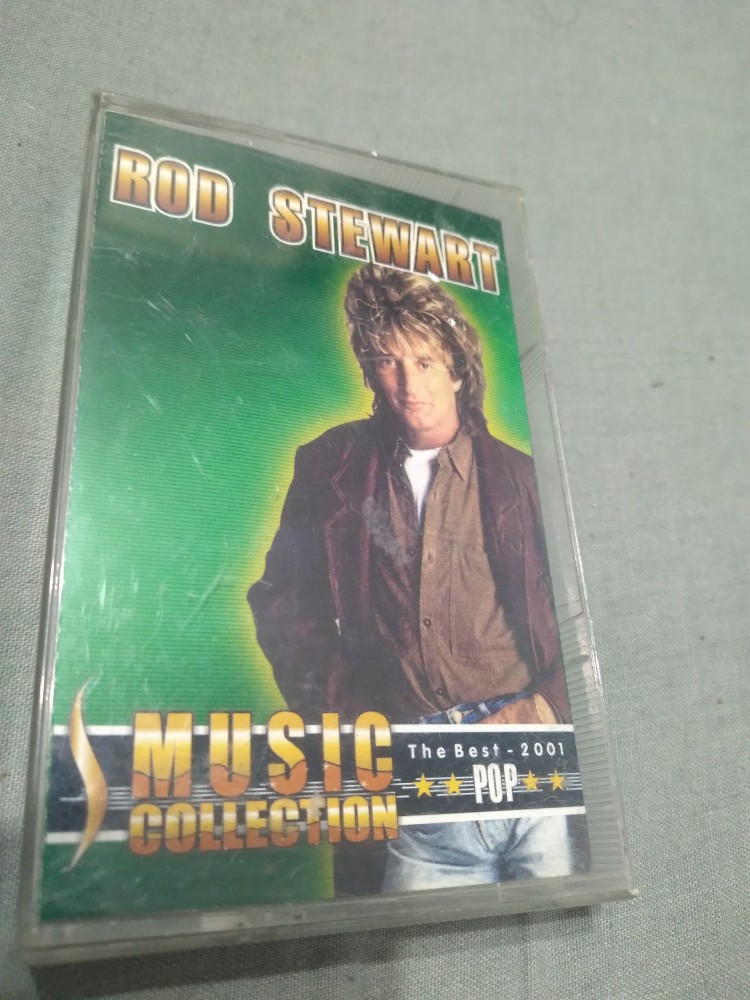 ROD STEWART
MUSIC
COLLECTION
The Best - 2001
POP